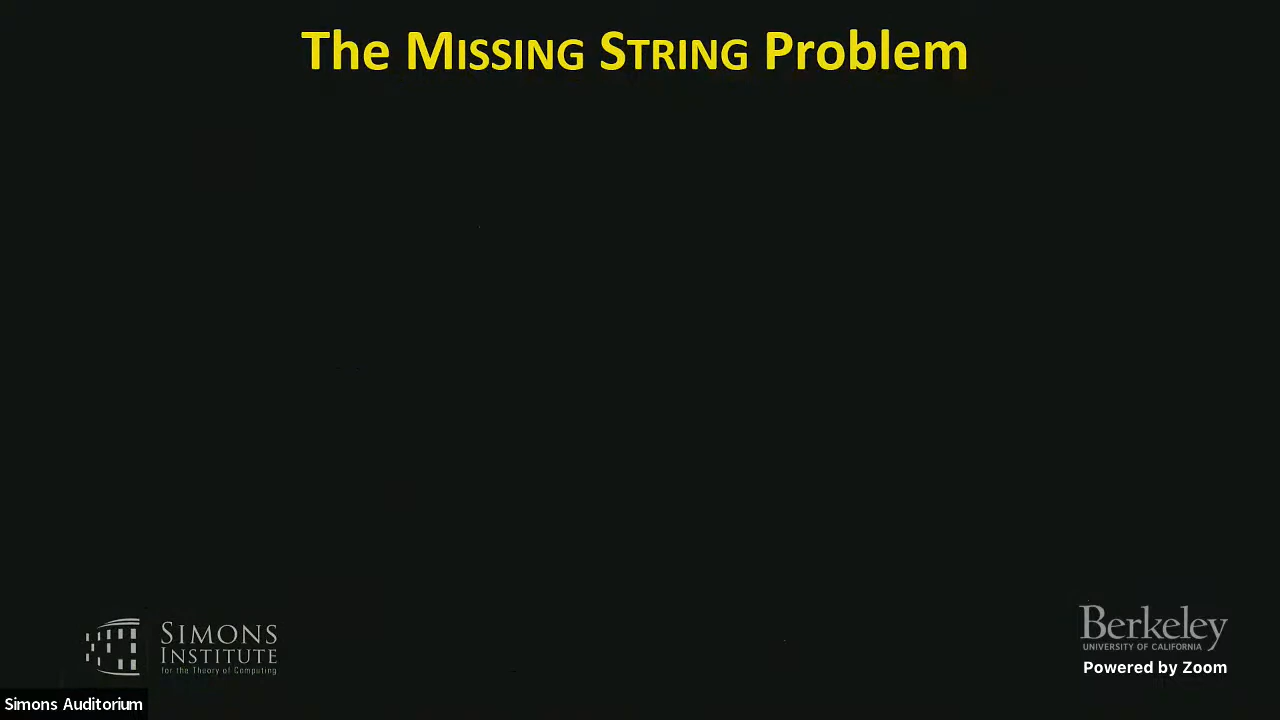 The MISSING STRING Problem
SIMONS
INSTITUTE
for the Theory of Computing
Berkeley
UNIVERSITY OF CALIFORNIA
Powered by Zoom
Simons Auditorium